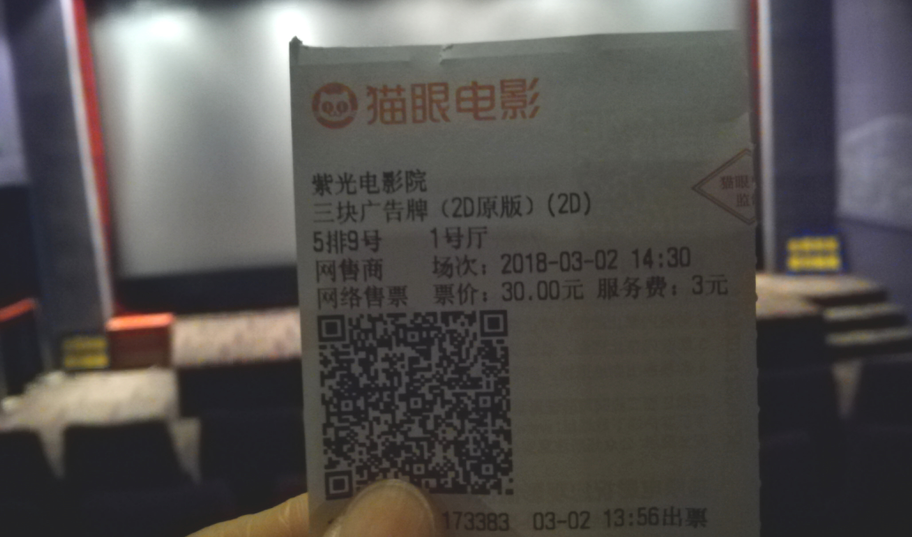 猫眼电影
紫光电影院
三块广告牌（2D原版）(2D)
5排9号 1号厅
网售商 场次：2018-03-02 14:30
网络售票 票价：30.00元 服务费：3元
173383 03-02 13:56出票
猫眼
监